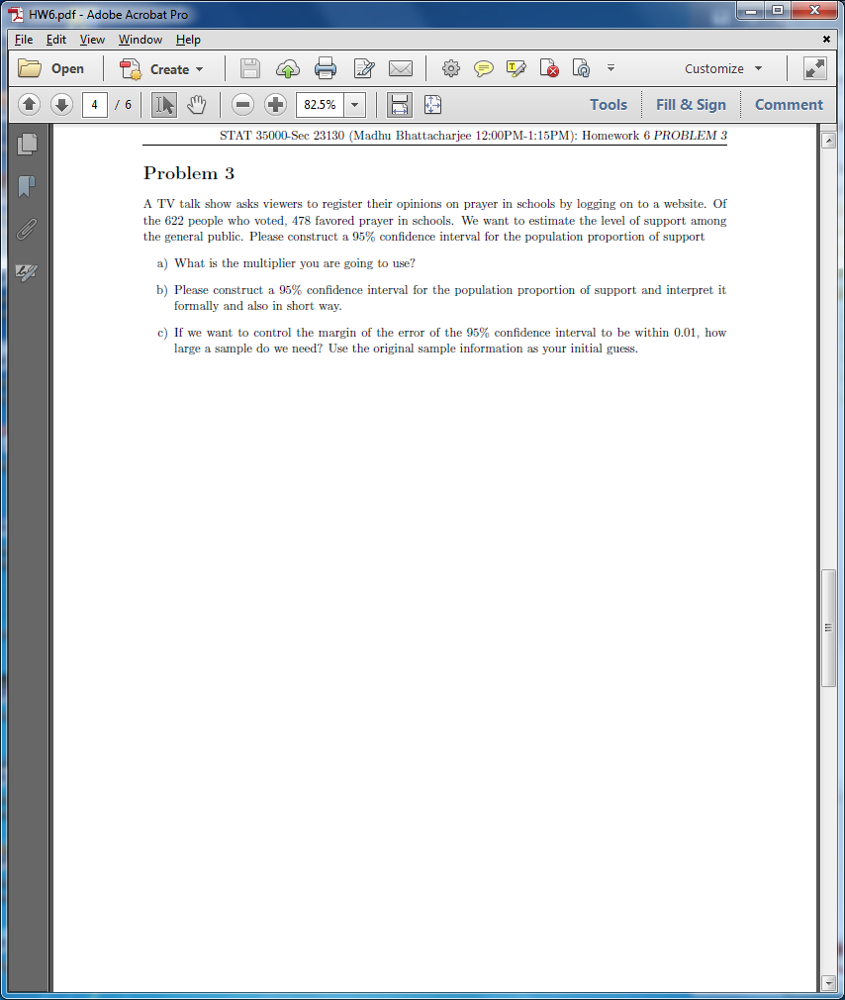 HW6.pdf - Adobe Acrobat Pro
File Edit View Window Help
Open Create Customize
4 / 6 82.5% Tools Fill & Sign Comment
STAT 35000-Sec 23130 (Madhu Bhattacharjee 12:00PM-1:15PM): Homework 6 PROBLEM 3
Problem 3
A TV talk show asks viewers to register their opinions on prayer in schools by logging on to a website. Of
the 622 people who voted, 478 favored prayer in schools. We want to estimate the level of support among
the general public. Please construct a 95% confidence interval for the population proportion of support
a) What is the multiplier you are going to use?
b) Please construct a 95% confidence interval for the population proportion of support and interpret it
formally and also in short way.
c) If we want to control the margin of the error of the 95% confidence interval to be within 0.01, how
large a sample do we need? Use the original sample information as your initial guess.